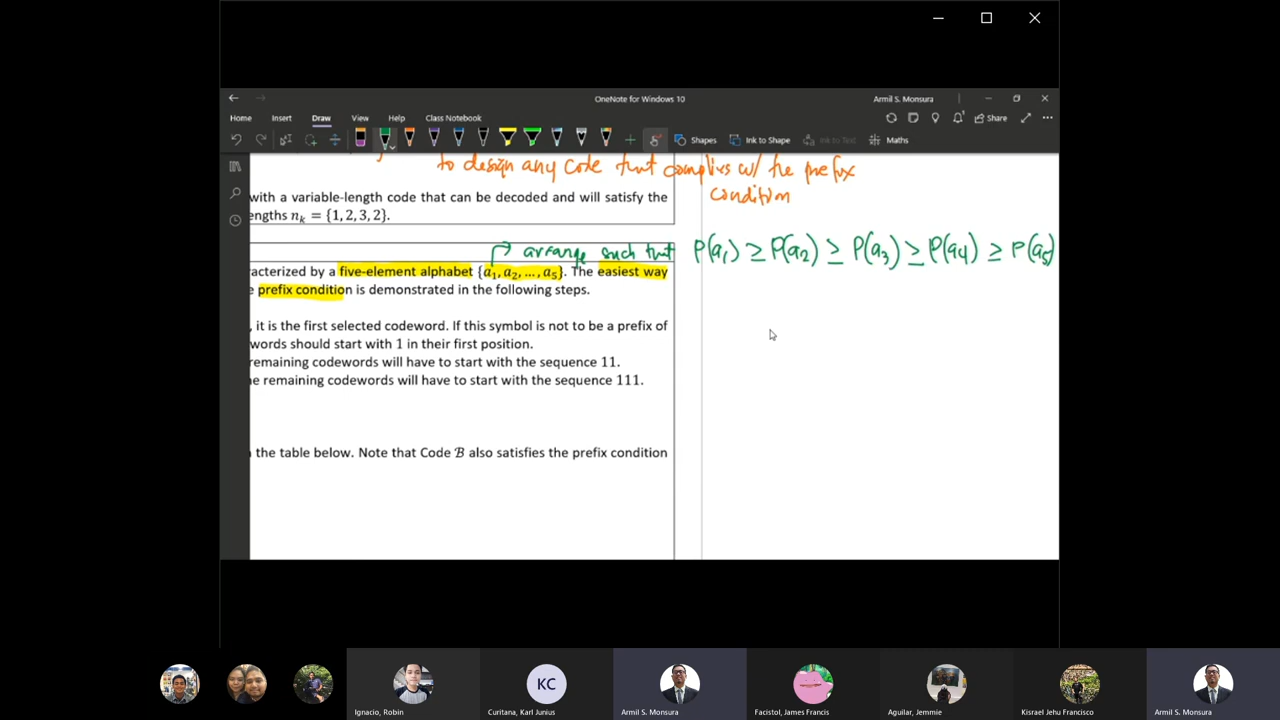 OneNote for Windows 10
Armil S. Monsura
Home Insert Draw View Help Class Notebook
Share
Shapes Ink to Shape Ink to Text Maths
to design any code that complies w/ the prefix
condition
with a variable-length code that can be decoded and will satisfy the
engths nₖ = {1, 2, 3, 2}.
arrange such that P(a₁) ≥ P(a₂) ≥ P(a₃) ≥ P(a₄) ≥ P(a₅)
acterized by a five-element alphabet {a₁, a₂, ..., a₅}. The easiest way
prefix condition is demonstrated in the following steps.
, it is the first selected codeword. If this symbol is not to be a prefix of
words should start with 1 in their first position.
remaining codewords will have to start with the sequence 11.
e remaining codewords will have to start with the sequence 111.
the table below. Note that Code ℬ also satisfies the prefix condition
KC
Ignacio, Robin
Curitana, Karl Junius
Armil S. Monsura
Facistol, James Francis
Aguilar, Jemmie
Kisrael Jehu Francisco
Armil S. Monsura